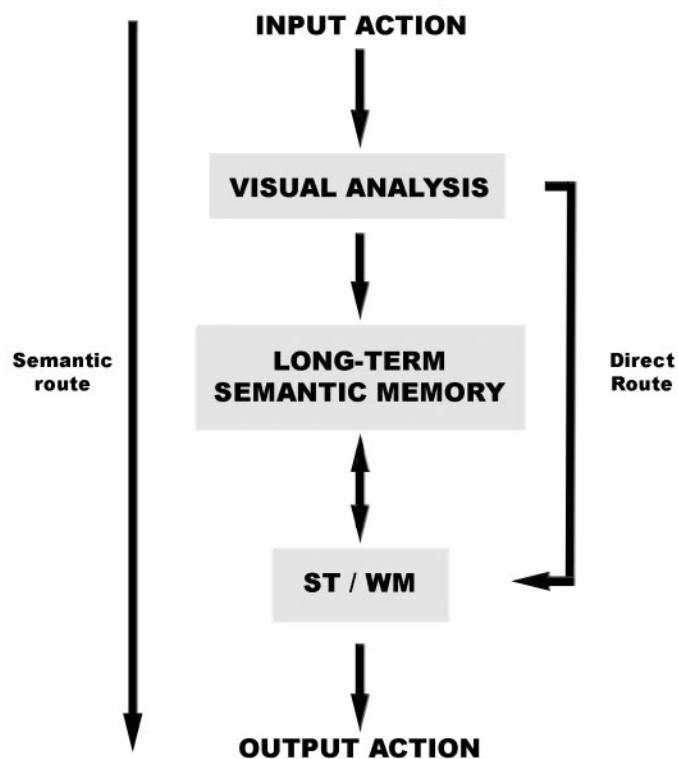 INPUT ACTION
VISUAL ANALYSIS
Semantic
route
LONG-TERM
SEMANTIC MEMORY
Direct
Route
ST / WM
OUTPUT ACTION